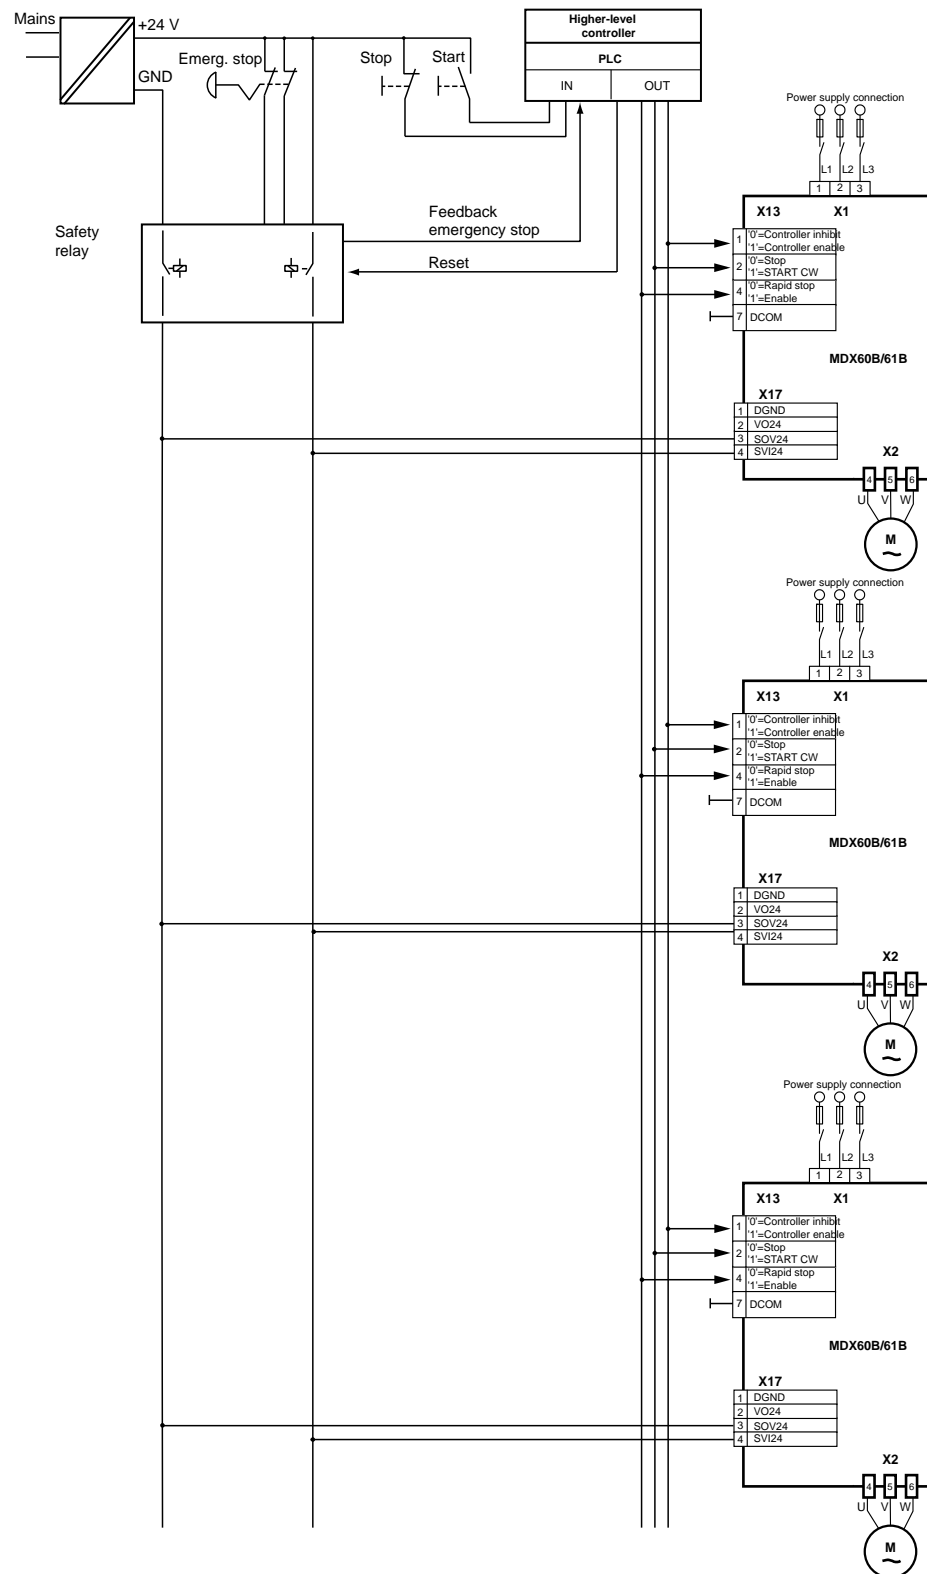 Mains
+24 V
GND
Emerg. stop
Stop
Start
Higher-level
controller
PLC
IN
OUT
Safety
relay
Feedback
emergency stop
Reset
Power supply connection
L1
L2
L3
1
2
3
X13
X1
1
'0'=Controller inhibit
'1'=Controller enable
2
'0'=Stop
'1'=START CW
4
'0'=Rapid stop
'1'=Enable
7
DCOM
MDX60B/61B
X17
1 DGND
2 VO24
3 SOV24
4 SVI24
X2
4
5
6
U
V
W
M
Power supply connection
L1
L2
L3
1
2
3
X13
X1
1
'0'=Controller inhibit
'1'=Controller enable
2
'0'=Stop
'1'=START CW
4
'0'=Rapid stop
'1'=Enable
7
DCOM
MDX60B/61B
X17
1 DGND
2 VO24
3 SOV24
4 SVI24
X2
4
5
6
U
V
W
M
Power supply connection
L1
L2
L3
1
2
3
X13
X1
1
'0'=Controller inhibit
'1'=Controller enable
2
'0'=Stop
'1'=START CW
4
'0'=Rapid stop
'1'=Enable
7
DCOM
MDX60B/61B
X17
1 DGND
2 VO24
3 SOV24
4 SVI24
X2
4
5
6
U
V
W
M